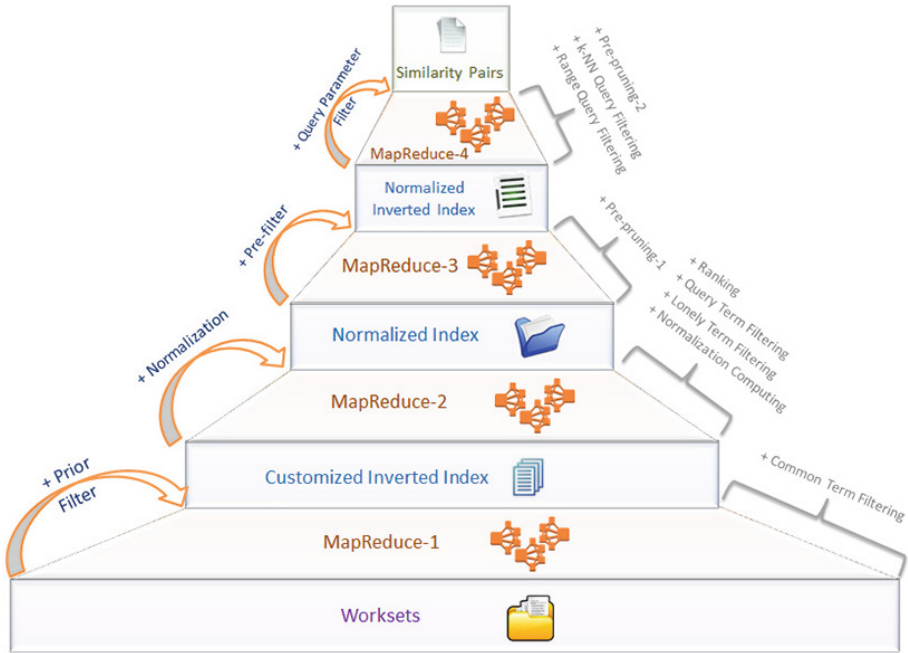 Similarity Pairs
+ Query Parameter
Filter
+ Pre-pruning-2
+ k-NN Query Filtering
+ Range Query Filtering
MapReduce-4
Normalized
Inverted Index
+ Pre-filter
MapReduce-3
+ Pre-pruning-1
Normalized Index
+ Normalization
+ Ranking
+ Query Term Filtering
+ Lonely Term Filtering
+ Normalization Computing
MapReduce-2
Customized Inverted Index
+ Prior
Filter
+ Common Term Filtering
MapReduce-1
Worksets